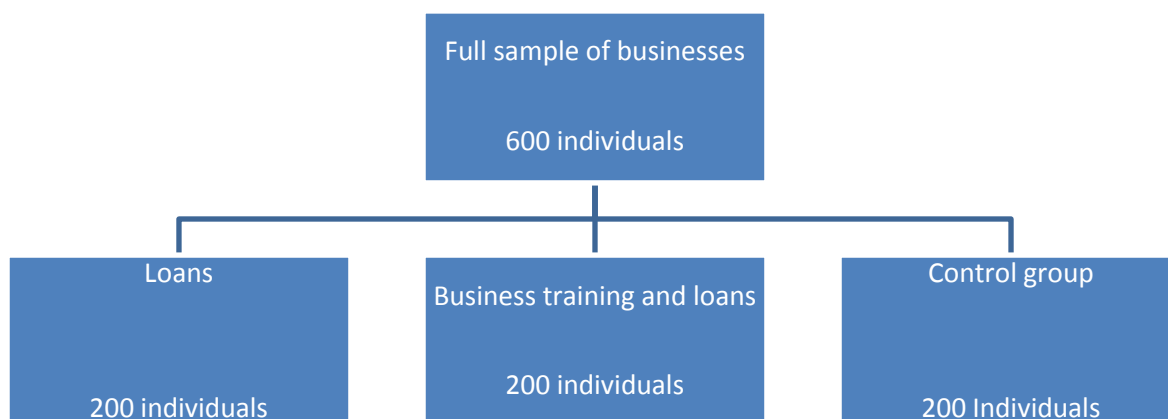 Full sample of businesses
600 individuals
Loans
200 individuals
Business training and loans
200 individuals
Control group
200 Individuals